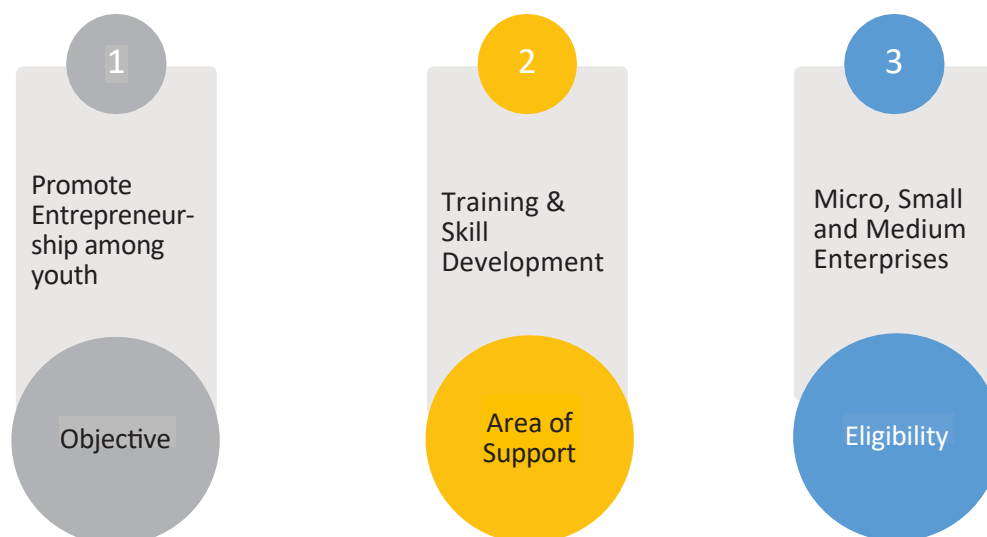 1
Promote
Entrepreneur-
ship among
youth
Objective
2
Training &
Skill
Development
Area of
Support
3
Micro, Small
and Medium
Enterprises
Eligibility